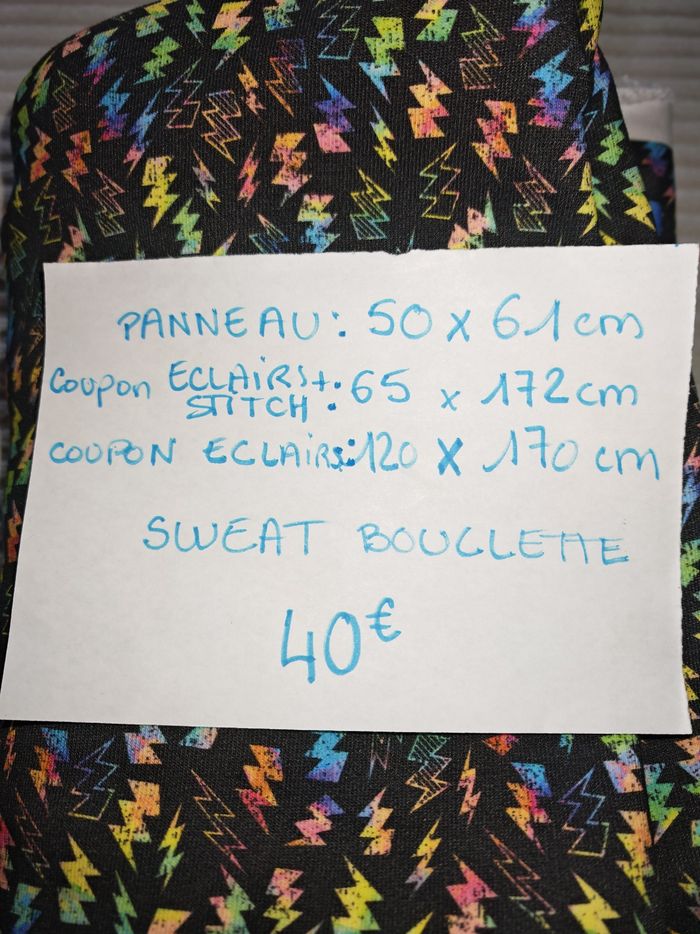 PANNEAU: 50 x 61 cm
Coupon ECLAIRS+ STITCH: 65 x 172 cm
COUPON ECLAIRS: 120 X 170 cm
SWEAT BOUCLETTE
40€